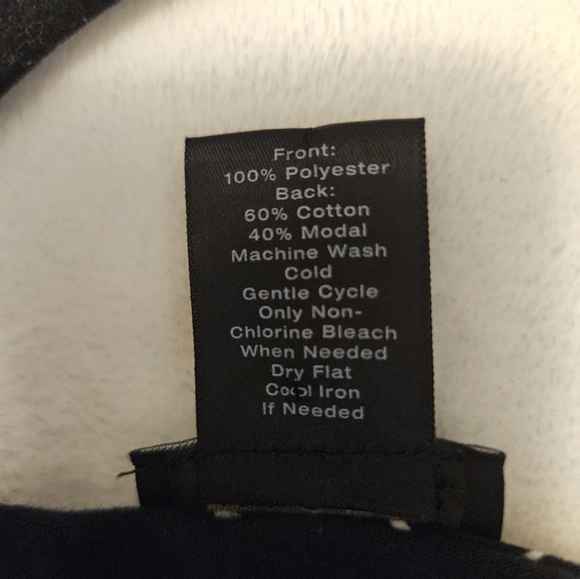 Front:
100% Polyester
Back:
60% Cotton
40% Modal
Machine Wash
Cold
Gentle Cycle
Only Non-
Chlorine Bleach
When Needed
Dry Flat
Cool Iron
If Needed